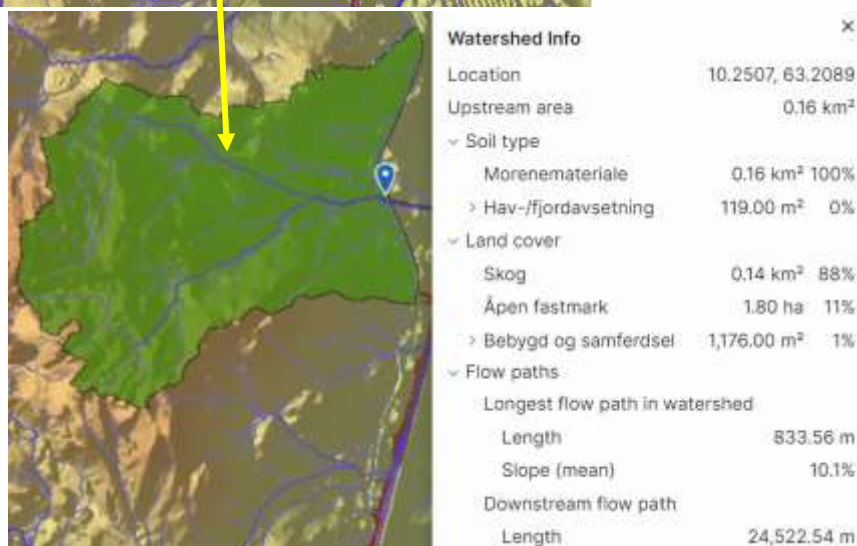 Watershed Info
Location 10.2507, 63.2089
Upstream area 0.16 km²
Soil type
Morenemateriale 0.16 km² 100%
Hav-/fjordavsetning 119.00 m² 0%
Land cover
Skog 0.14 km² 88%
Åpen fastmark 1.80 ha 11%
Bebygd og samferdsel 1,176.00 m² 1%
Flow paths
Longest flow path in watershed
Length 833.56 m
Slope (mean) 10.1%
Downstream flow path
Length 24,522.54 m